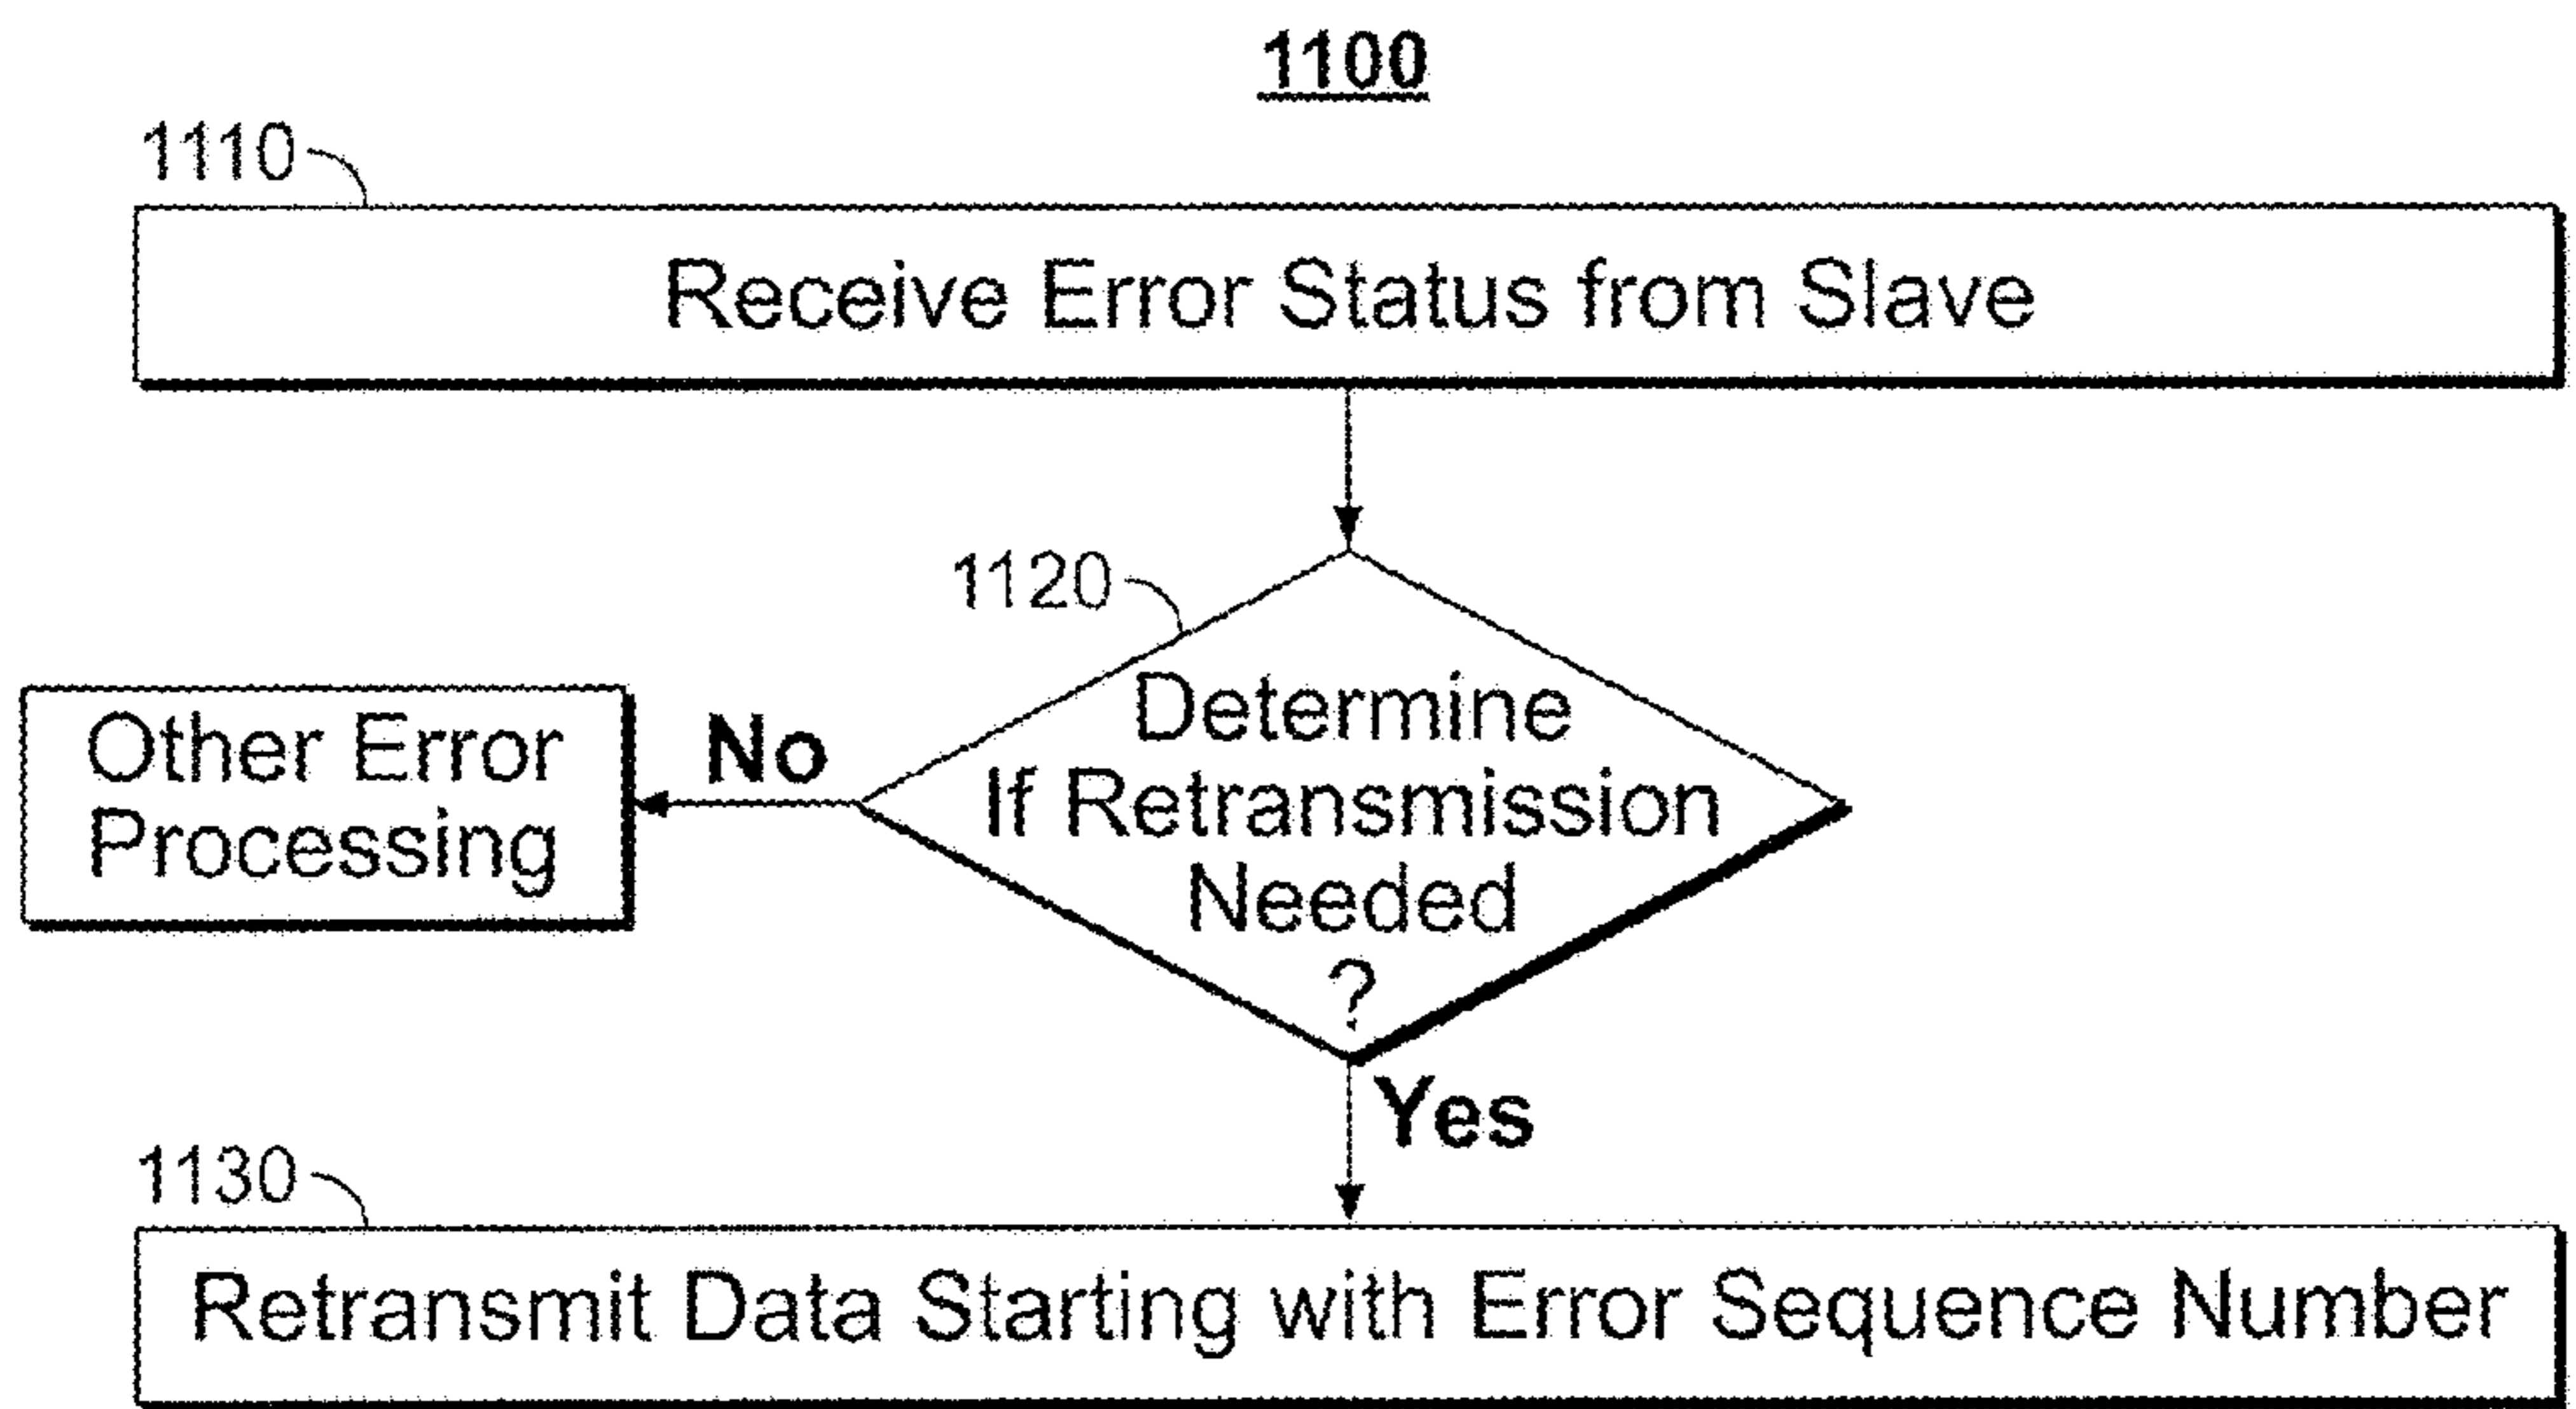 1100
1110
Receive Error Status from Slave
1120
Determine
If Retransmission
Needed
?
No
Other Error
Processing
Yes
1130
Retransmit Data Starting with Error Sequence Number